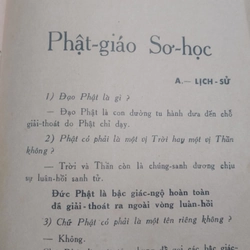 Phật-giáo Sơ-học
A.— LỊCH-SỬ
1) Đạo Phật là gì ?
— Đạo Phật là con đường tu hành đưa đến chỗ
giải-thoát do Phật chỉ dạy.
2) Phật có phải là một vị Trời hay một vị Thần
không ?
— Trời và Thần còn là chúng-sanh đương chịu
sự luân-hồi sanh tử.
Đức Phật là bậc giác-ngộ hoàn toàn
đã giải-thoát ra ngoài vòng luân-hồi
3) Chữ Phật có phải là một tên riêng không ?
— Không.